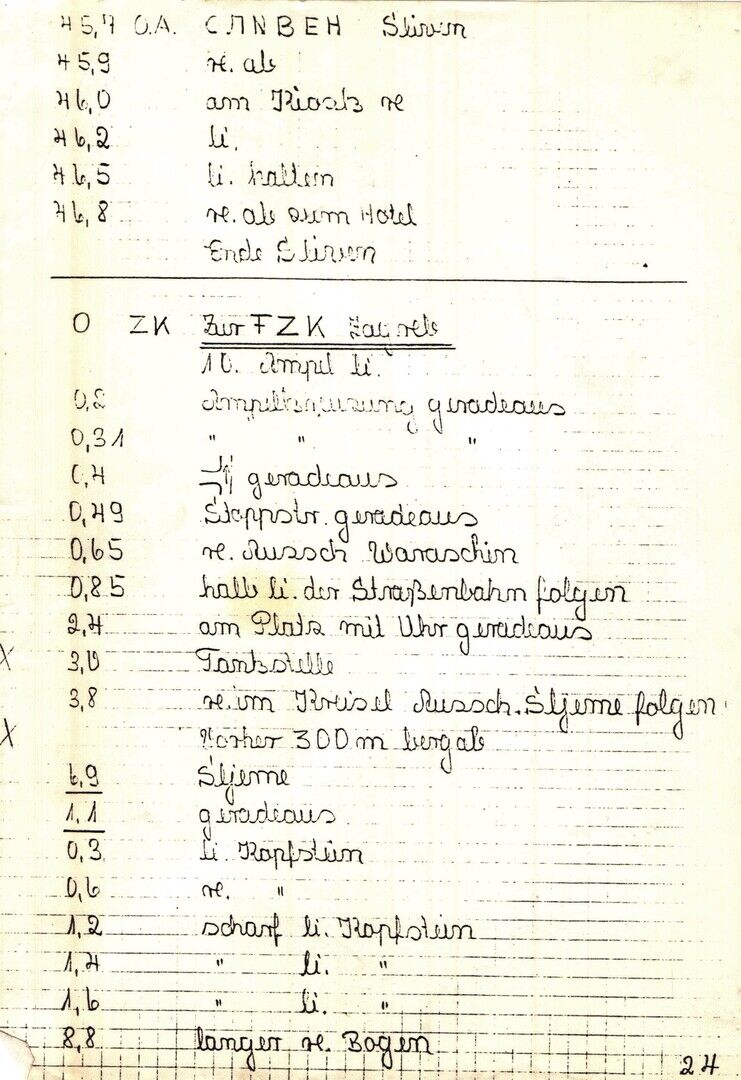 45,7 O.A. СЛИВЕН Sliven
45,9 re. ab
46,0 am Kiosk re
46,2 li.
46,5 li. halten
46,8 re. ab zum Hotel
Ende Sliven
0 ZK Zur FZK Zagreb
10. Ampel li.
0,2 Ampelkreuzung geradeaus
0,31 " " "
0,4 geradeaus
0,49 Stoppstr. geradeaus
0,65 re. Aussch Waraschin
0,85 halb li. der Straßenbahn folgen
2,4 am Platz mit Uhr geradeaus
X 3,0 Tankstelle
3,8 re. im Kreisel Aussch. Sljeme folgen
X Vorher 300 m bergab
6,9 Sljeme
1,1 geradeaus
0,3 li. Kopfstein
0,6 re. "
1,2 scharf li. Kopfstein
1,4 " li. "
1,6 " li. "
8,8 langer re. Bogen
24